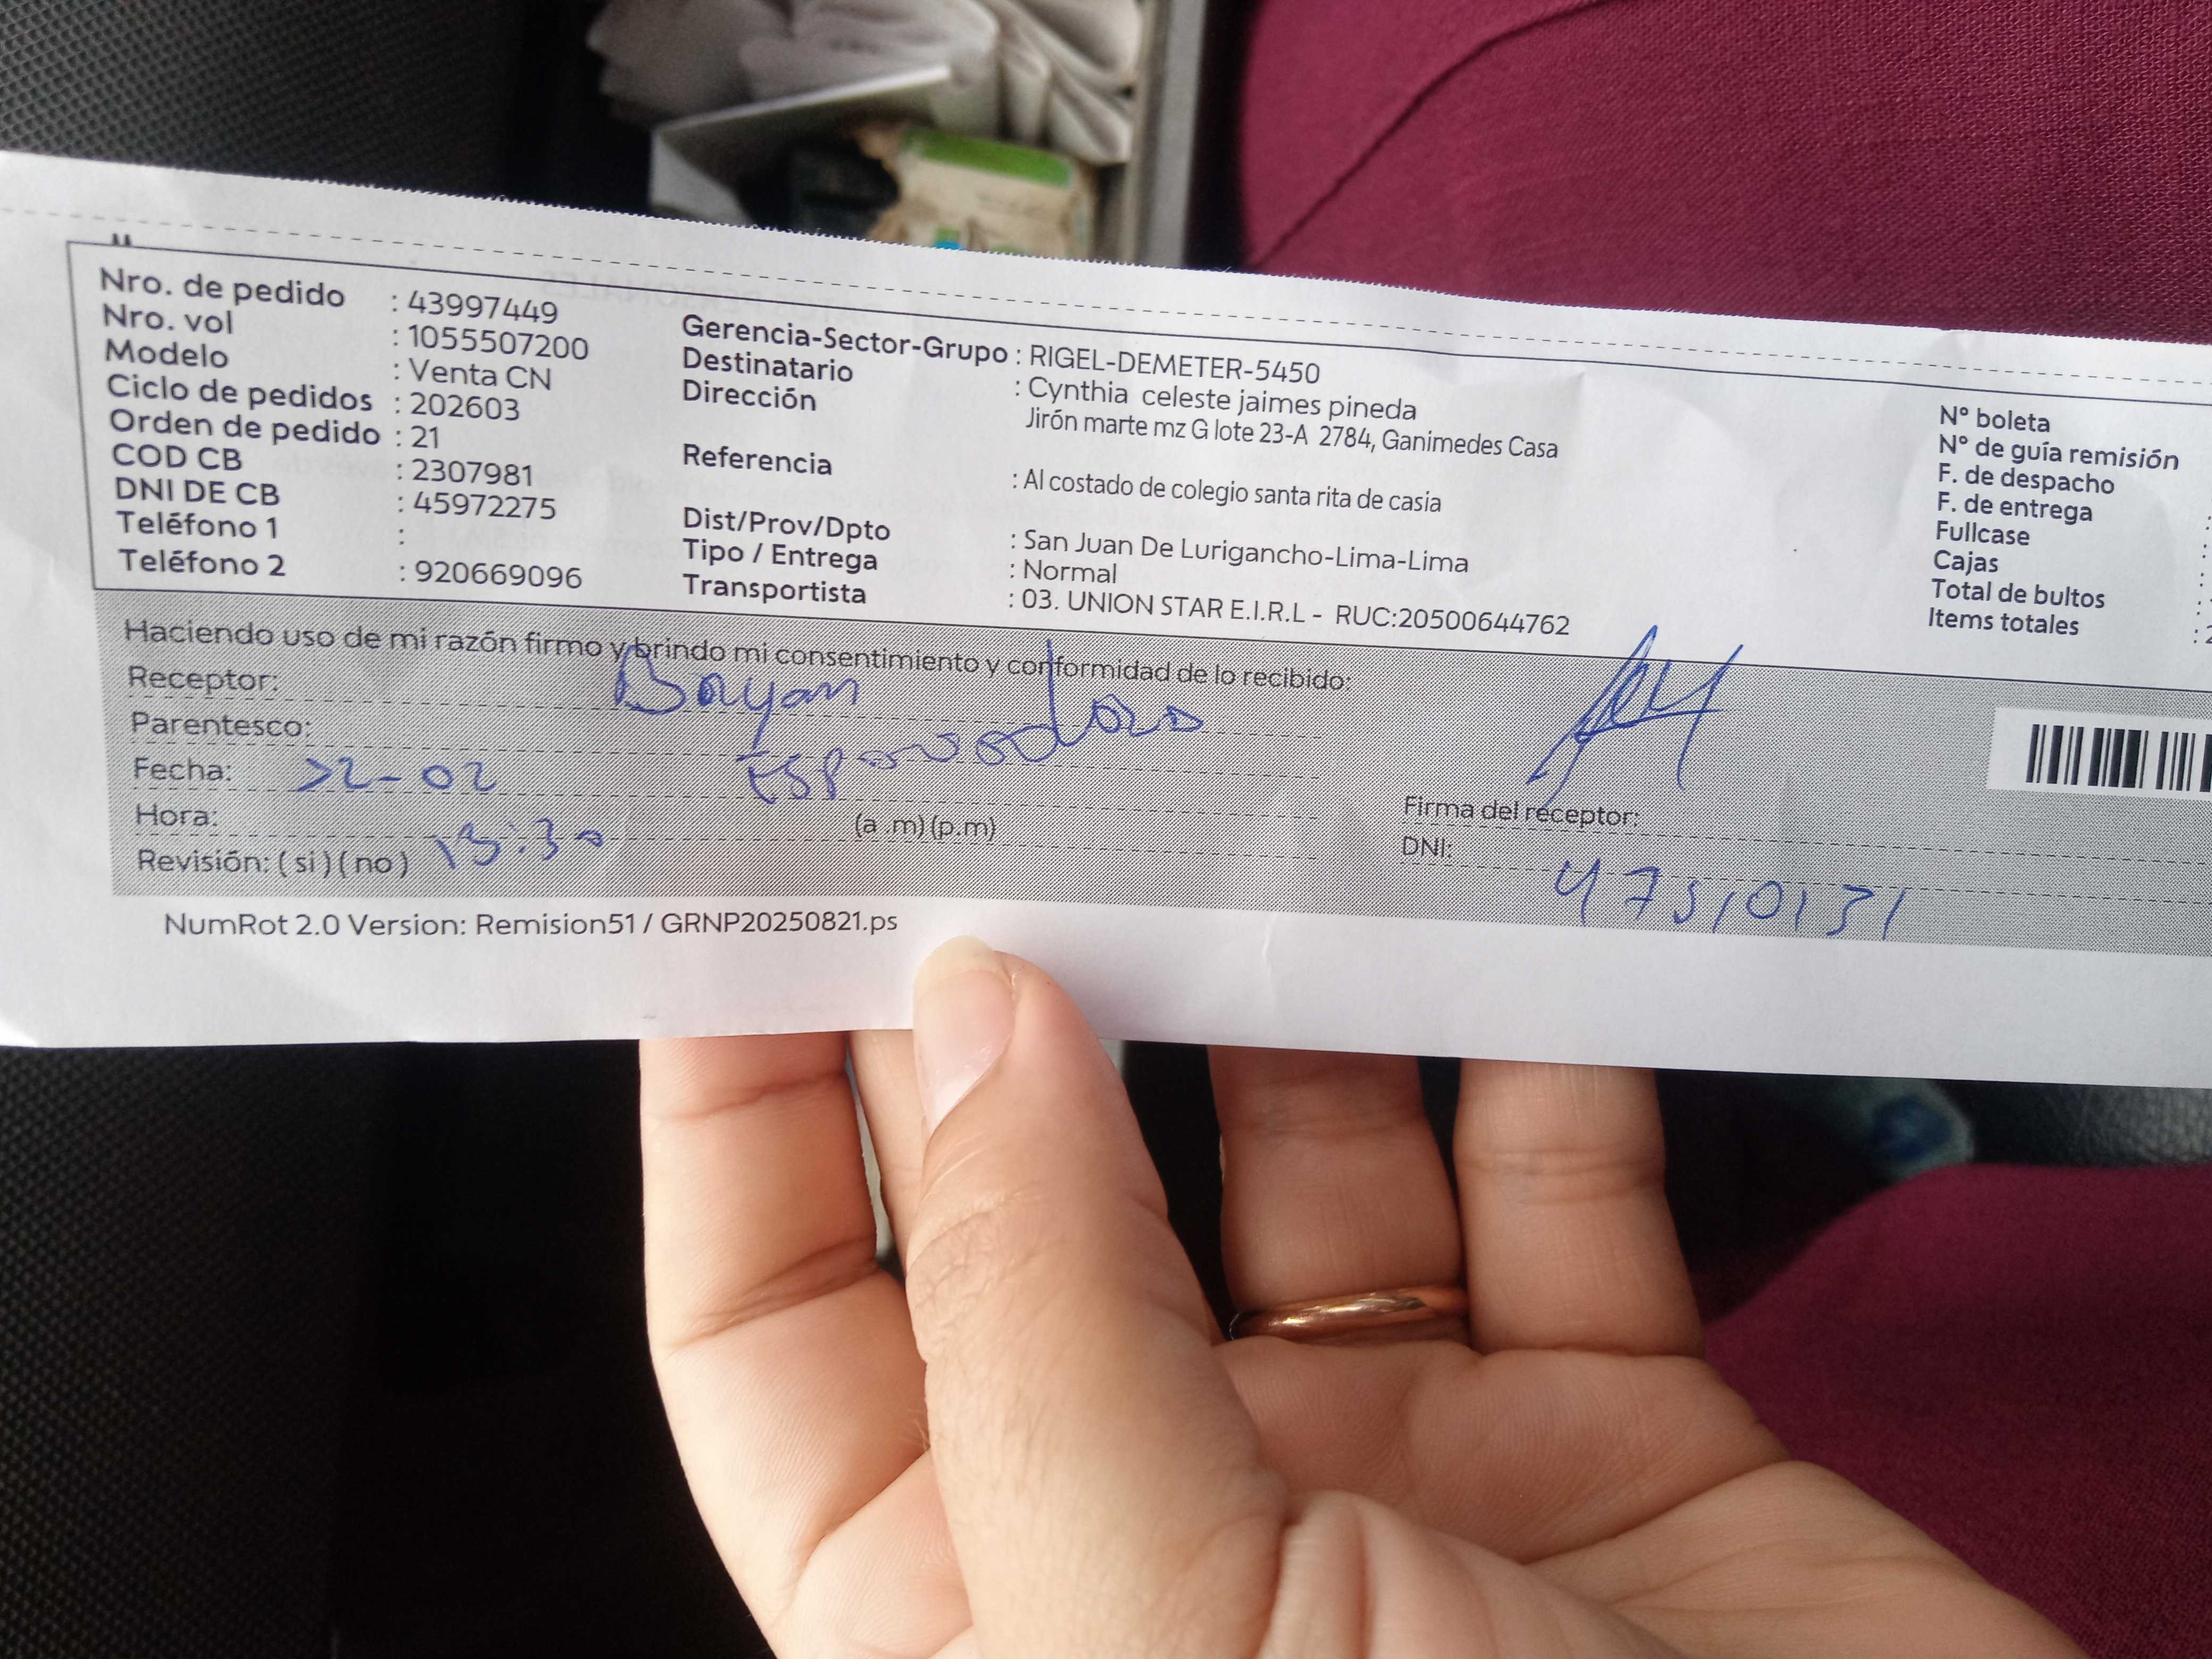 Nro. de pedido : 43997449
Nro. vol : 1055507200
Modelo : Venta CN
Ciclo de pedidos : 202603
Orden de pedido : 21
COD CB : 2307981
DNI DE CB : 45972275
Teléfono 1 :
Teléfono 2 : 920669096
Gerencia-Sector-Grupo : RIGEL-DEMETER-5450
Destinatario : Cynthia celeste jaimes pineda
Dirección Jirón marte mz G lote 23-A 2784, Ganimedes Casa
Referencia : Al costado de colegio santa rita de casia
Dist/Prov/Dpto : San Juan De Lurigancho-Lima-Lima
Tipo / Entrega : Normal
Transportista : 03. UNION STAR E.I.R.L - RUC:20500644762
N° boleta
N° de guía remisión
F. de despacho :
F. de entrega :
Fullcase :
Cajas :
Total de bultos :
Items totales : 2
Haciendo uso de mi razón firmo y brindo mi consentimiento y conformidad de lo recibido:
Receptor: Brayan
Parentesco:
Fecha: 22-02
Hora: (a .m) (p.m)
Revisión: ( si ) ( no ) 13:30
Firma del receptor:
DNI: 47510131
NumRot 2.0 Version: Remision51 / GRNP20250821.ps